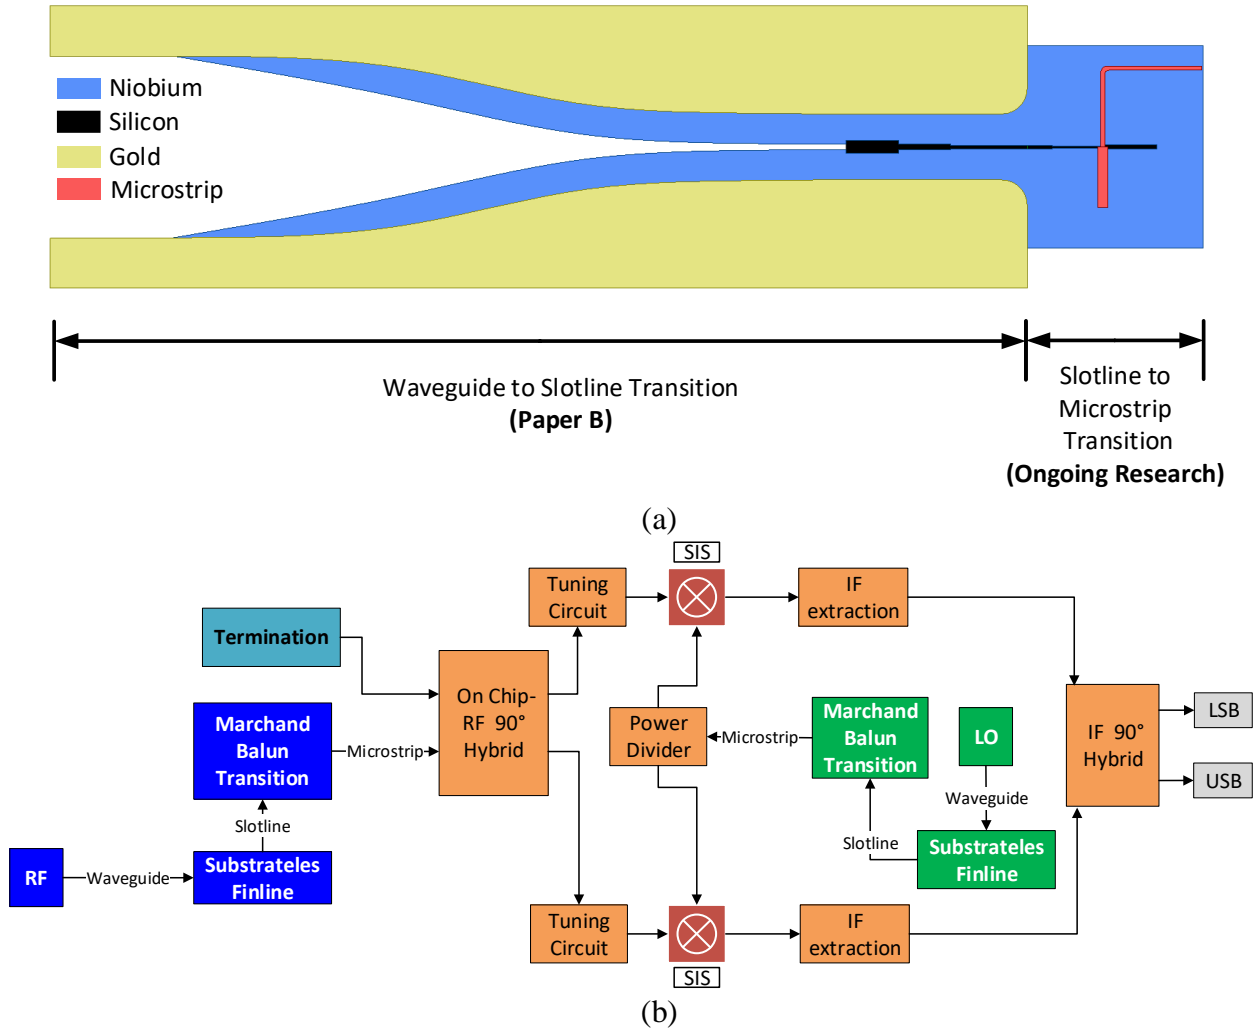 Niobium
Silicon
Gold
Microstrip
Waveguide to Slotline Transition
(Paper B)
Slotline to
Microstrip
Transition
(Ongoing Research)
(a)
SIS
Tuning
Circuit
IF
extraction
Termination
On Chip-
RF 90°
Hybrid
Marchand
Balun
Transition
Microstrip
Power
Divider
Microstrip
Marchand
Balun
Transition
LO
IF 90°
Hybrid
LSB
USB
Waveguide
Slotline
Slotline
RF
Waveguide
Substrateles
Finline
Substrateles
Finline
Tuning
Circuit
IF
extraction
SIS
(b)